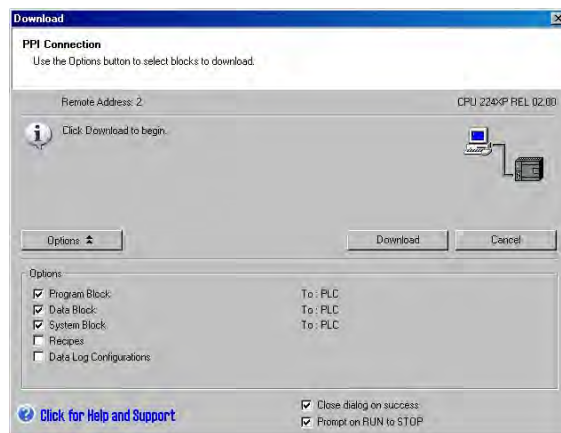 Download
PPI Connection
Use the Options button to select blocks to download.
Remote Address: 2 CPU 224XP REL 02.00
Click Download to begin.
Options Download Cancel
Options
Program Block To : PLC
Data Block To : PLC
System Block To : PLC
Recipes
Data Log Configurations
Close dialog on success
Click for Help and Support
Prompt on RUN to STOP